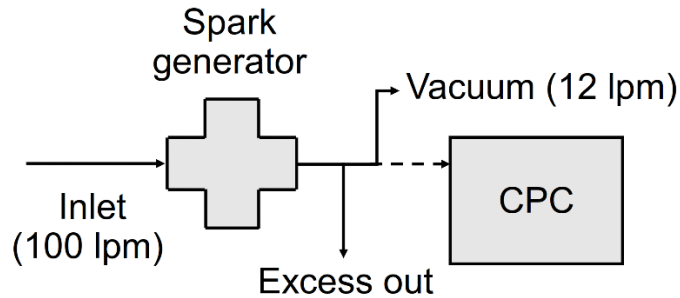 Spark
generator
Vacuum (12 lpm)
CPC
Inlet
(100 lpm)
Excess out